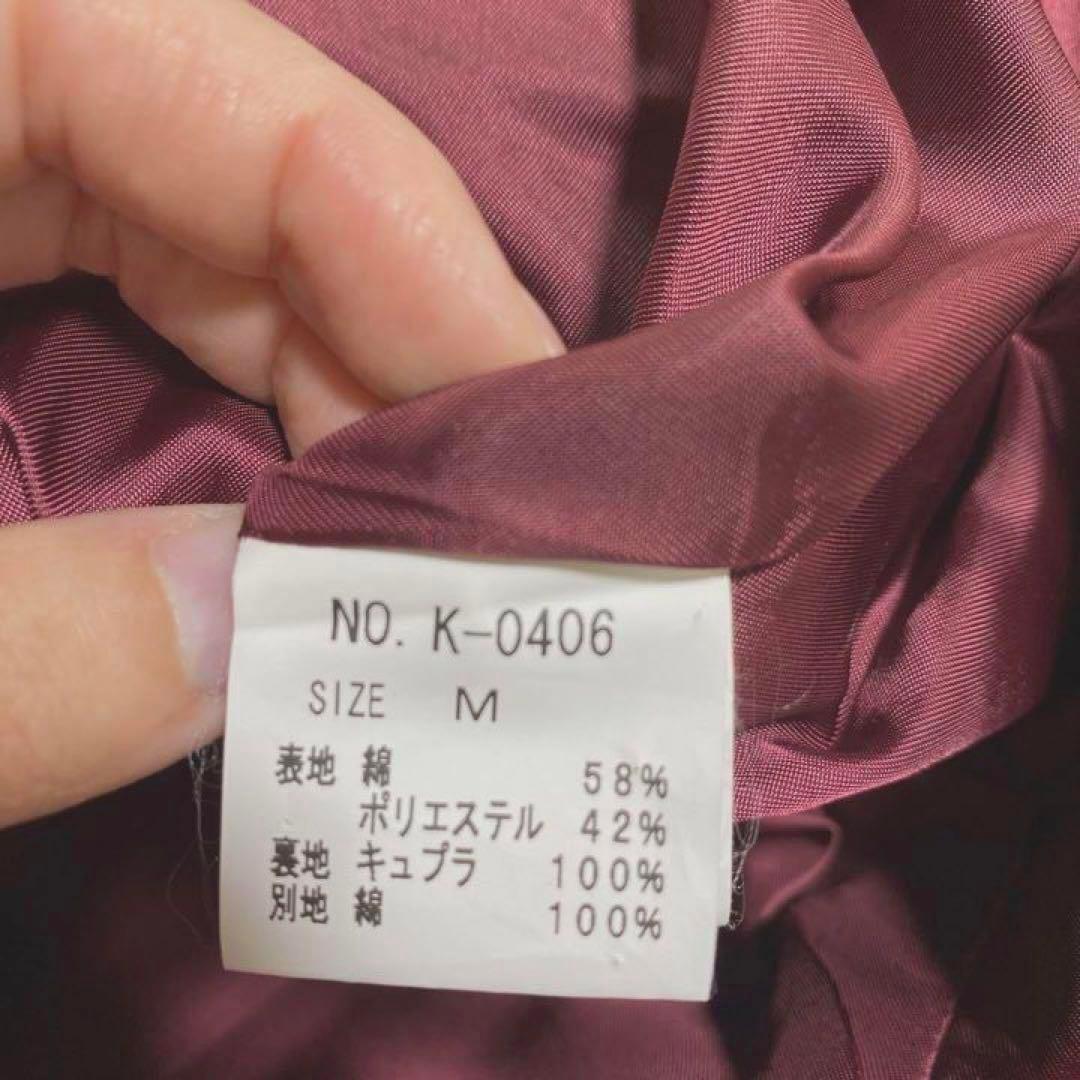 NO. K-0406
SIZE M
表地 綿 58%
ポリエステル 42%
裏地 キュプラ 100%
別地 綿 100%